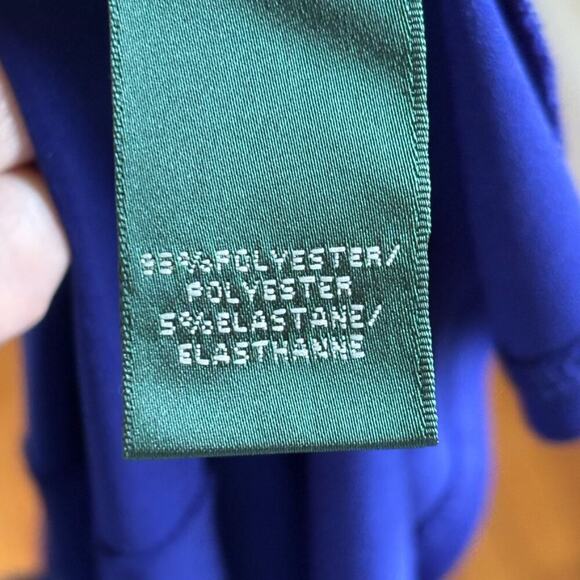 95%POLYESTER/
POLYESTER
5%ELASTANE/
ELASTHANNE